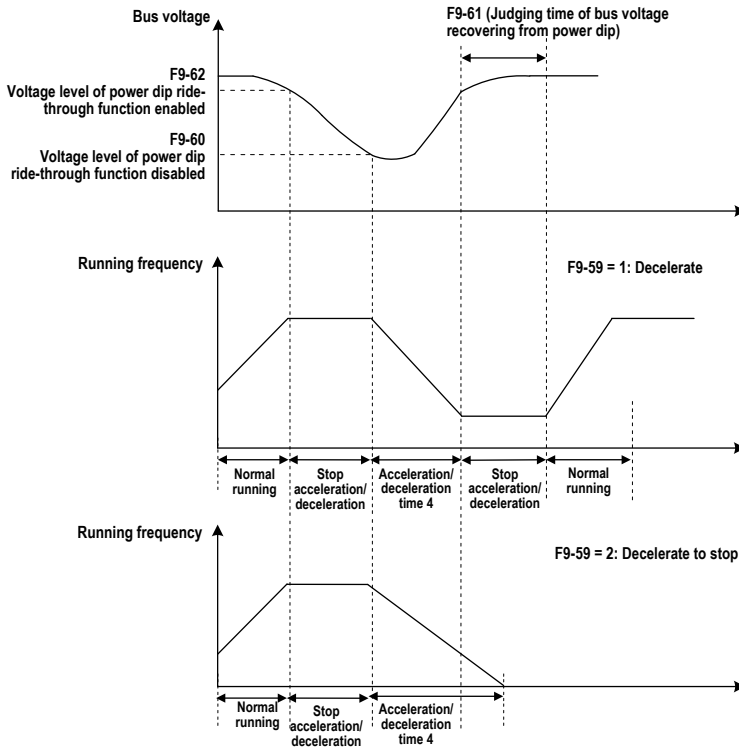 Bus voltage
F9-61 (Judging time of bus voltage
recovering from power dip)
F9-62
Voltage level of power dip ride-
through function enabled
F9-60
Voltage level of power dip
ride-through function disabled
Running frequency
F9-59 = 1: Decelerate
Normal
running
Stop
acceleration/
deceleration
Acceleration/
deceleration
time 4
Stop
acceleration/
deceleration
Normal
running
Running frequency
F9-59 = 2: Decelerate to stop
Normal
running
Stop
acceleration/
deceleration
Acceleration/
deceleration
time 4